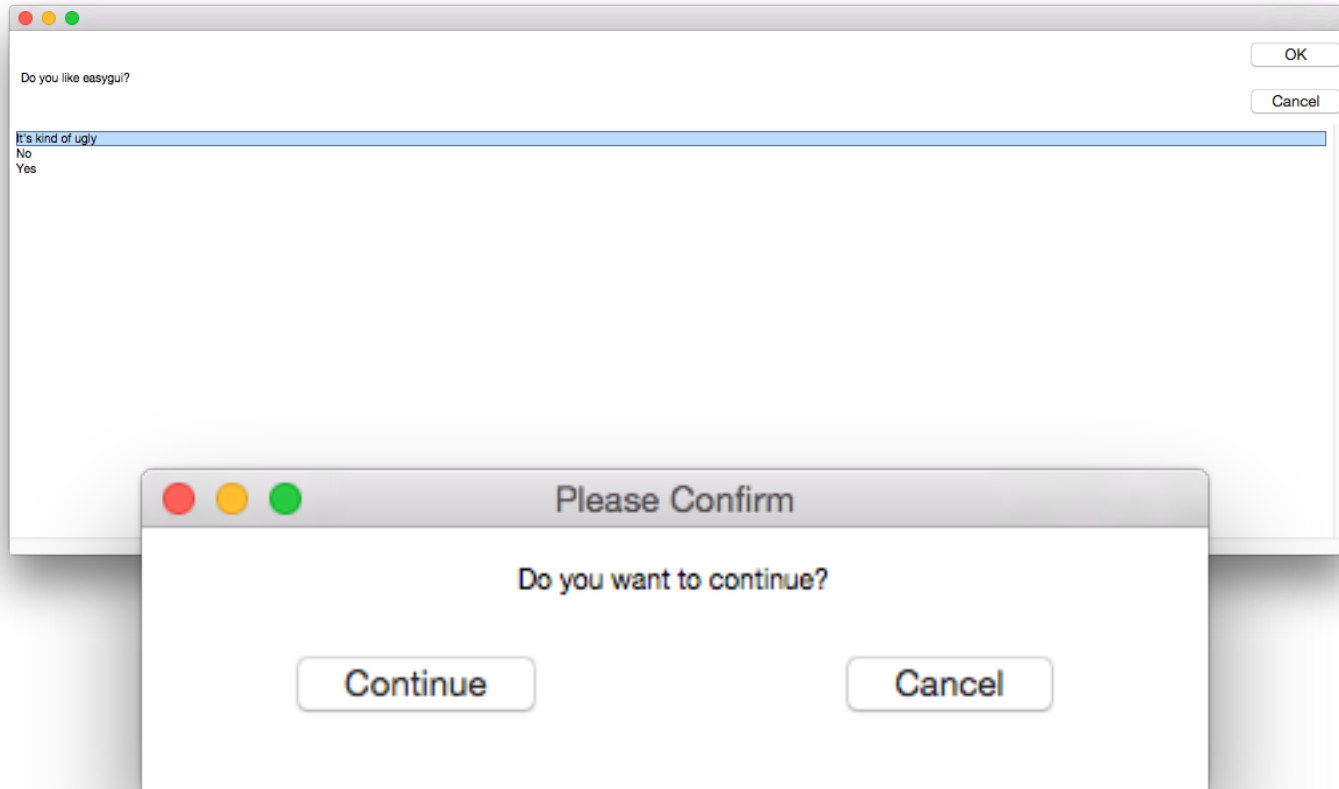 OK
Do you like easygui?
Cancel
It's kind of ugly
No
Yes
Please Confirm
Do you want to continue?
Continue Cancel